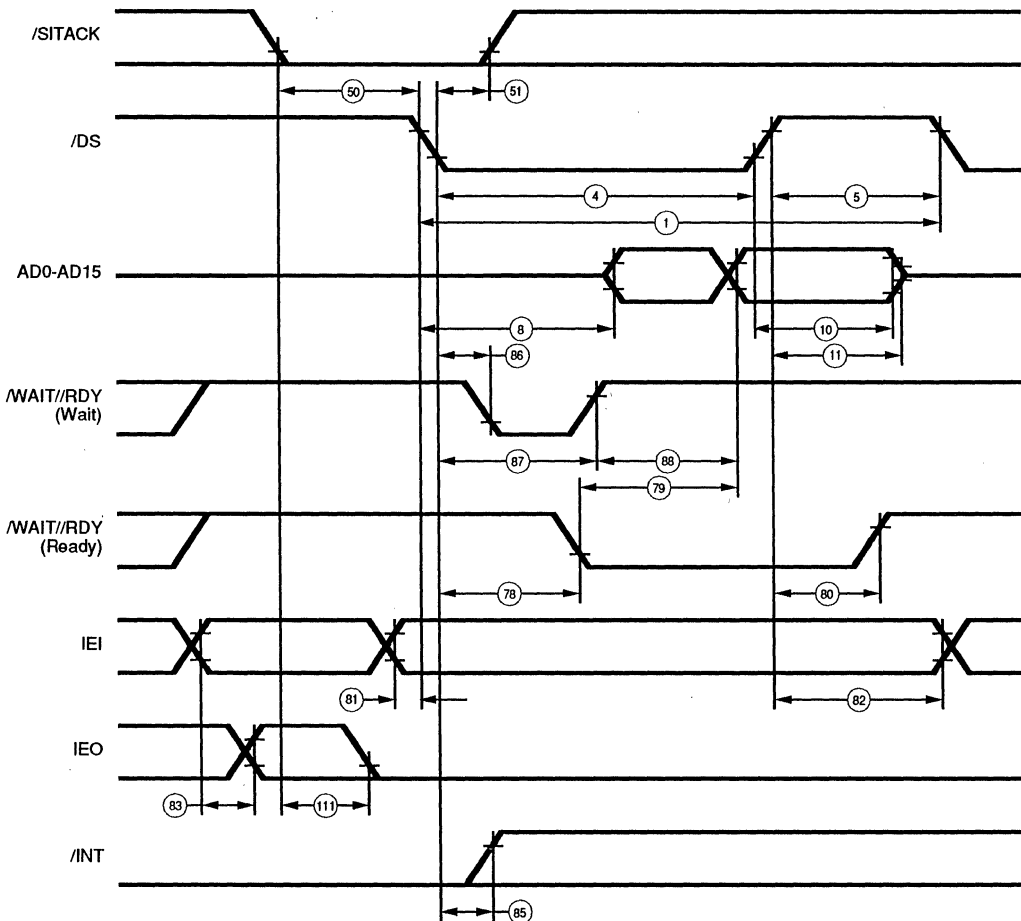 /SITACK
50
51
/DS
4
5
1
AD0-AD15
8
10
86
11
/WAIT//RDY
(Wait)
87
88
79
/WAIT//RDY
(Ready)
78
80
IEI
81
82
IEO
83
111
/INT
85